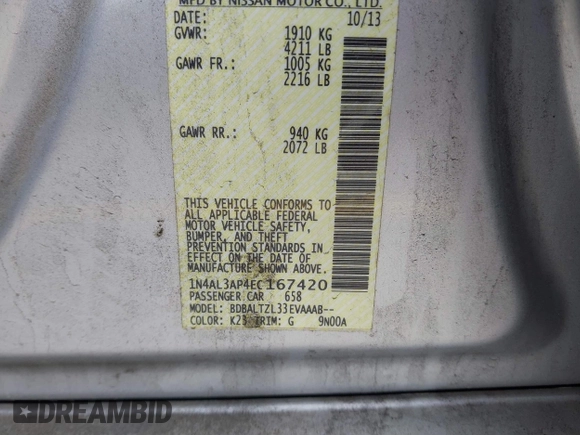 MFD BY NISSAN MOTOR CO., LTD.
DATE: 10/13
GVWR: 1910 KG
4211 LB
GAWR FR.: 1005 KG
2216 LB
GAWR RR.: 940 KG
2072 LB
THIS VEHICLE CONFORMS TO
ALL APPLICABLE FEDERAL
MOTOR VEHICLE SAFETY,
BUMPER, AND THEFT
PREVENTION STANDARDS IN
EFFECT ON THE DATE OF
MANUFACTURE SHOWN ABOVE.
1N4AL3AP4EC167420
PASSENGER CAR 658
MODEL: BDBALTZL33EVAAAB--
COLOR: K23 TRIM: G 9N00A
DREAMBID